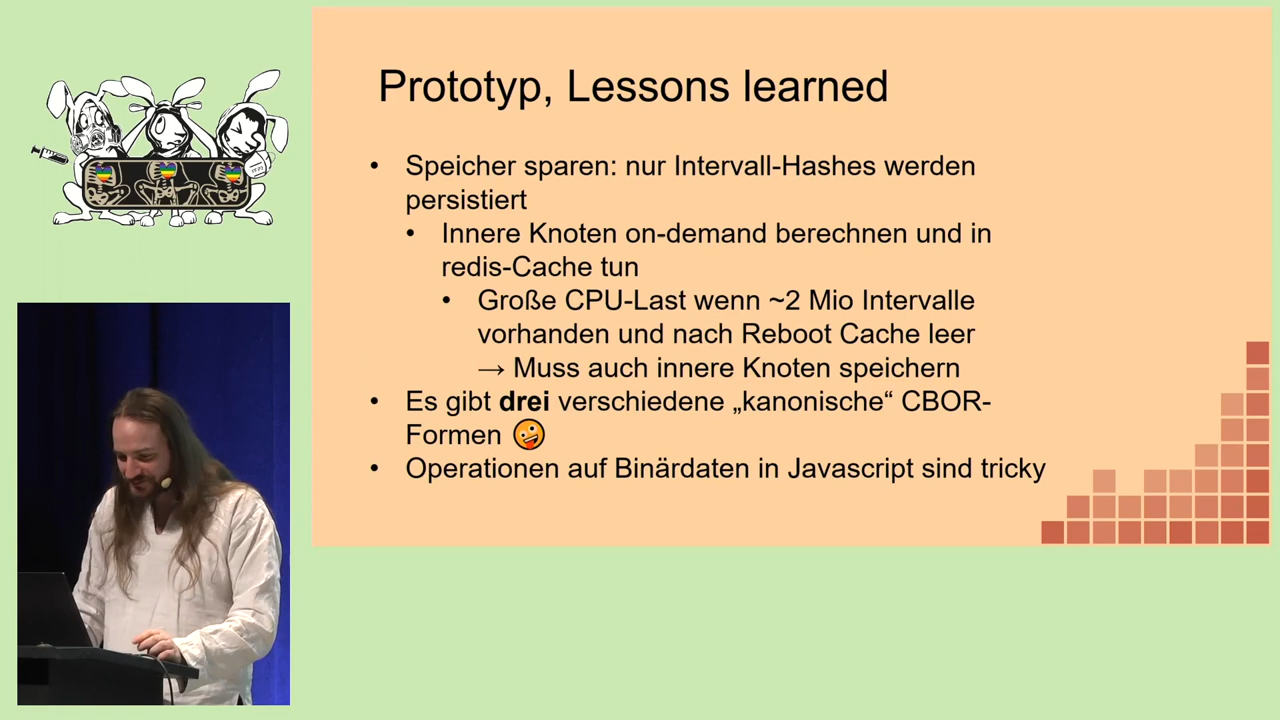 Prototyp, Lessons learned
• Speicher sparen: nur Intervall-Hashes werden
persistiert
• Innere Knoten on-demand berechnen und in
redis-Cache tun
• Große CPU-Last wenn ~2 Mio Intervalle
vorhanden und nach Reboot Cache leer
→ Muss auch innere Knoten speichern
• Es gibt drei verschiedene „kanonische“ CBOR-
Formen 🤪
• Operationen auf Binärdaten in Javascript sind tricky